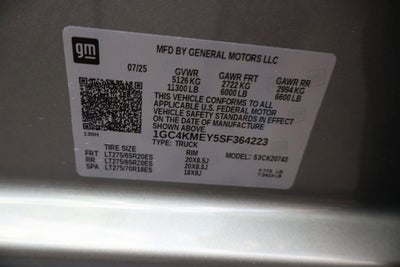 gm
MFD BY GENERAL MOTORS LLC
07/25 GVWR GAWR FRT GAWR RR
5126 KG 2722 KG 2994 KG
11300 LB 6000 LB 6600 LB
THIS VEHICLE CONFORMS TO ALL
APPLICABLE U.S. FEDERAL MOTOR
VEHICLE SAFETY STANDARDS IN EFFECT ON
THE DATE OF MANUFACTURE SHOWN ABOVE.
1GC4KMEY5SF364223
TYPE: TRUCK MODEL: 53CK20743
TIRE SIZE RIM
FRT LT275/65R20ES 20X8.5J
RR LT275/65R20ES 20X8.5J
SPA LT275/70R18ES 18X8J